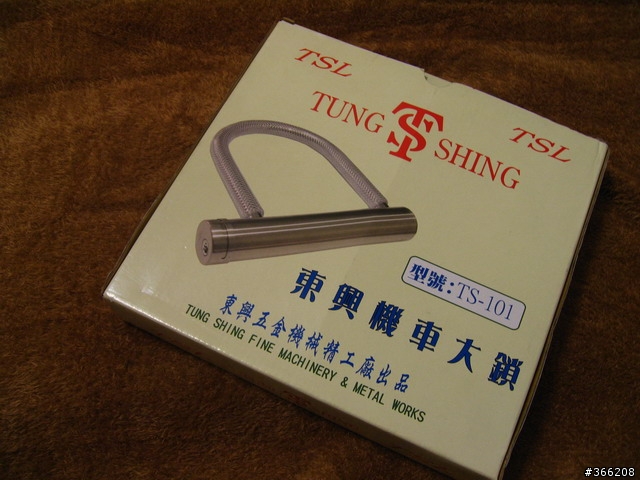 TSL
TUNG TS SHING
TSL
型號：TS-101
東興機車大鎖
東興五金機械精工廠出品
TUNG SHING FINE MACHINERY & METAL WORKS
#366208